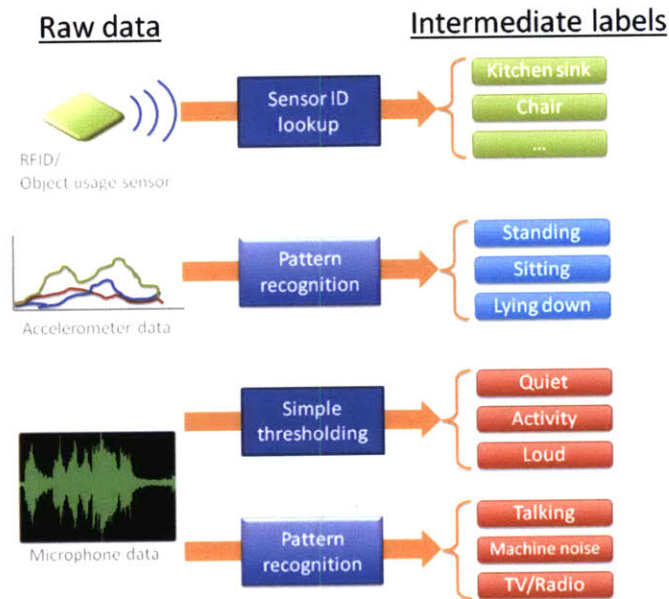 Raw data
Intermediate labels
RFID/
Object usage sensor
Sensor ID
lookup
Kitchen sink
Chair
...
Accelerometer data
Pattern
recognition
Standing
Sitting
Lying down
Microphone data
Simple
thresholding
Quiet
Activity
Loud
Pattern
recognition
Talking
Machine noise
TV/Radio